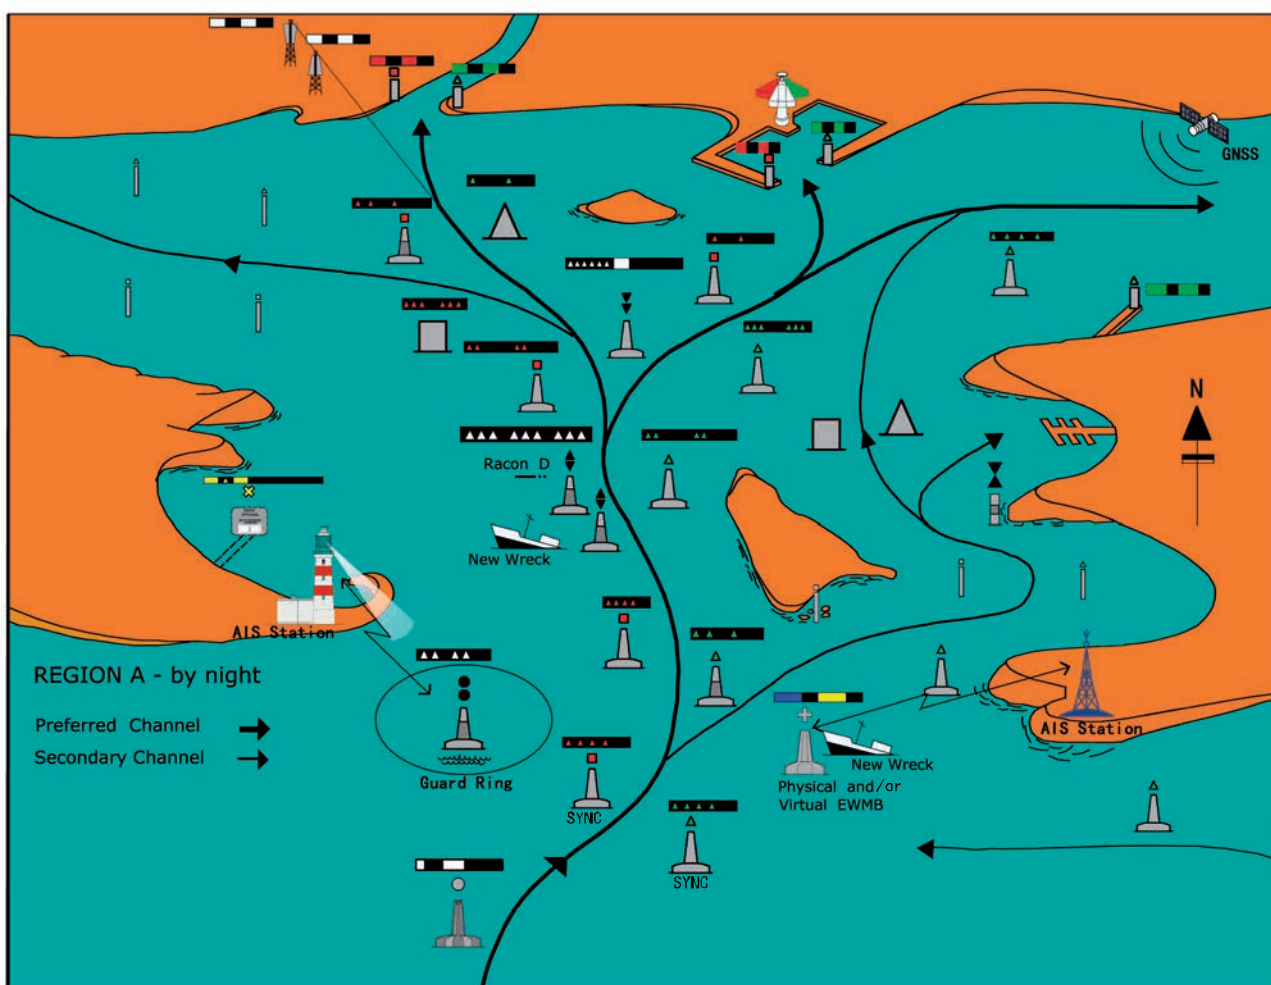 GNSS
N
Racon D
New Wreck
AIS Station
REGION A - by night
Preferred Channel
Secondary Channel
Guard Ring
AIS Station
New Wreck
Physical and/or
Virtual EWMB
SYNC
SYNC